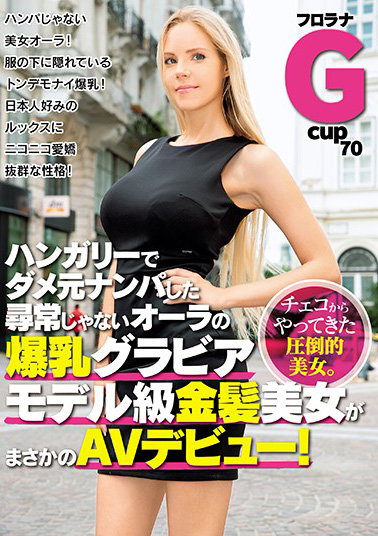 ハンパじゃない
美女オーラ!
服の下に隠れている
トンデモナイ爆乳!
日本人好みの
ルックスに
ニコニコ愛嬌
抜群な性格!
フロラナ
G
cup
70
ハンガリーで
ダメ元ナンパした
尋常じゃないオーラの
爆乳グラビア
モデル級金髪美女が
まさかのAVデビュー!
チェコから
やってきた
圧倒的
美女。